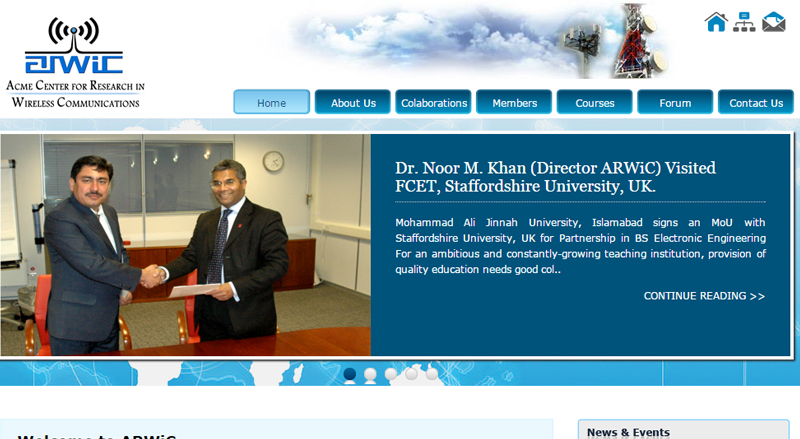 ARWiC
ACME CENTER FOR RESEARCH IN
WIRELESS COMMUNICATIONS
Home
About Us
Colaborations
Members
Courses
Forum
Contact Us
Dr. Noor M. Khan (Director ARWiC) Visited
FCET, Staffordshire University, UK.
Mohammad Ali Jinnah University, Islamabad signs an MoU with
Staffordshire University, UK for Partnership in BS Electronic Engineering
For an ambitious and constantly-growing teaching institution, provision of
quality education needs good col..
CONTINUE READING >>
Welcome to ARWiC
News & Events